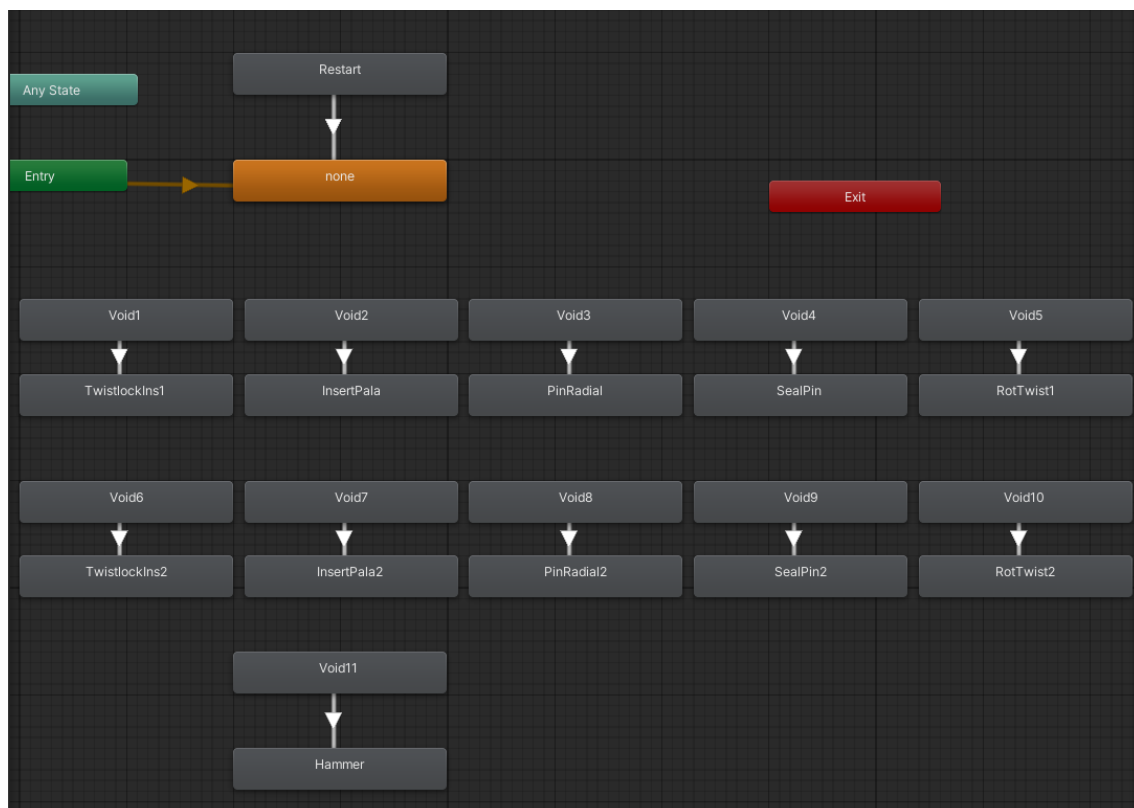 Restart
Any State
Entry
none
Exit
Void1
Void2
Void3
Void4
Void5
TwistlockIns1
InsertPala
PinRadial
SealPin
RotTwist1
Void6
Void7
Void8
Void9
Void10
TwistlockIns2
InsertPala2
PinRadial2
SealPin2
RotTwist2
Void11
Hammer